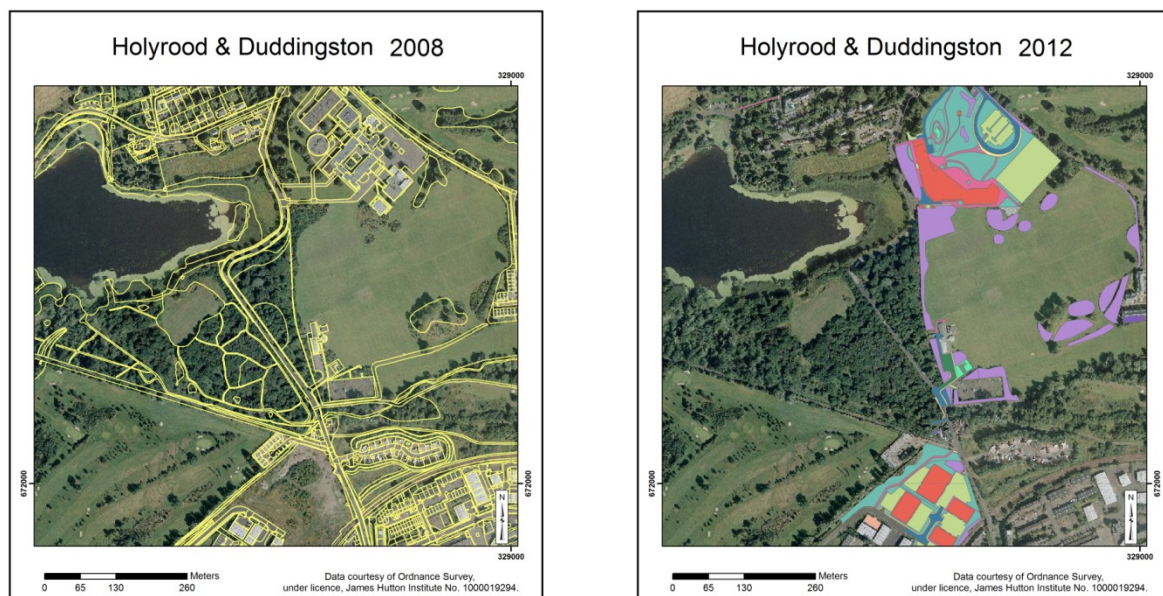 Holyrood & Duddingston 2008
329000
672000
N
329000
Meters
0 65 130 260
Data courtesy of Ordnance Survey,
under licence, James Hutton Institute No. 1000019294.
Holyrood & Duddingston 2012
329000
672000
672000
N
329000
Meters
0 65 130 260
Data courtesy of Ordnance Survey,
under licence, James Hutton Institute No. 1000019294.